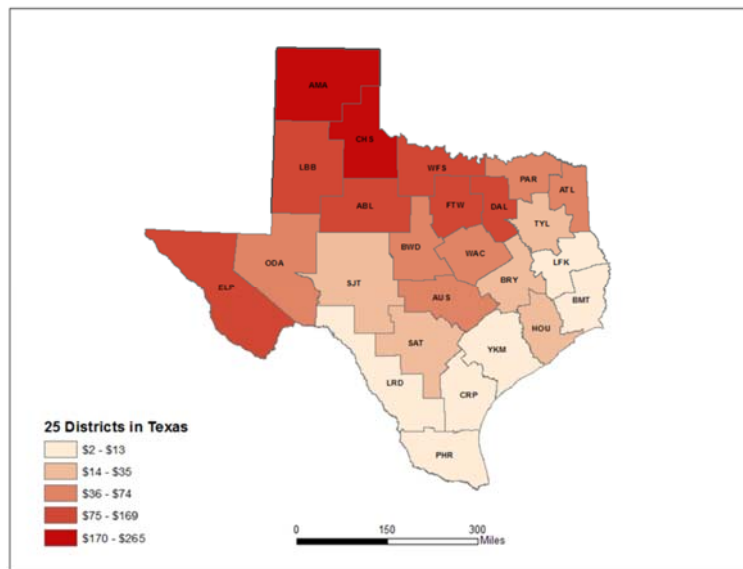 AMA
CHS
LBB
WFS
PAR
ATL
ABL
FTW
DAL
TYL
BWD
WAC
ODA
LFK
SJT
BRY
ELP
AUS
BMT
HOU
SAT
YKM
LRD
CRP
PHR
25 Districts in Texas
$2 - $13
$14 - $35
$36 - $74
$75 - $169
$170 - $265
0 150 300
Miles